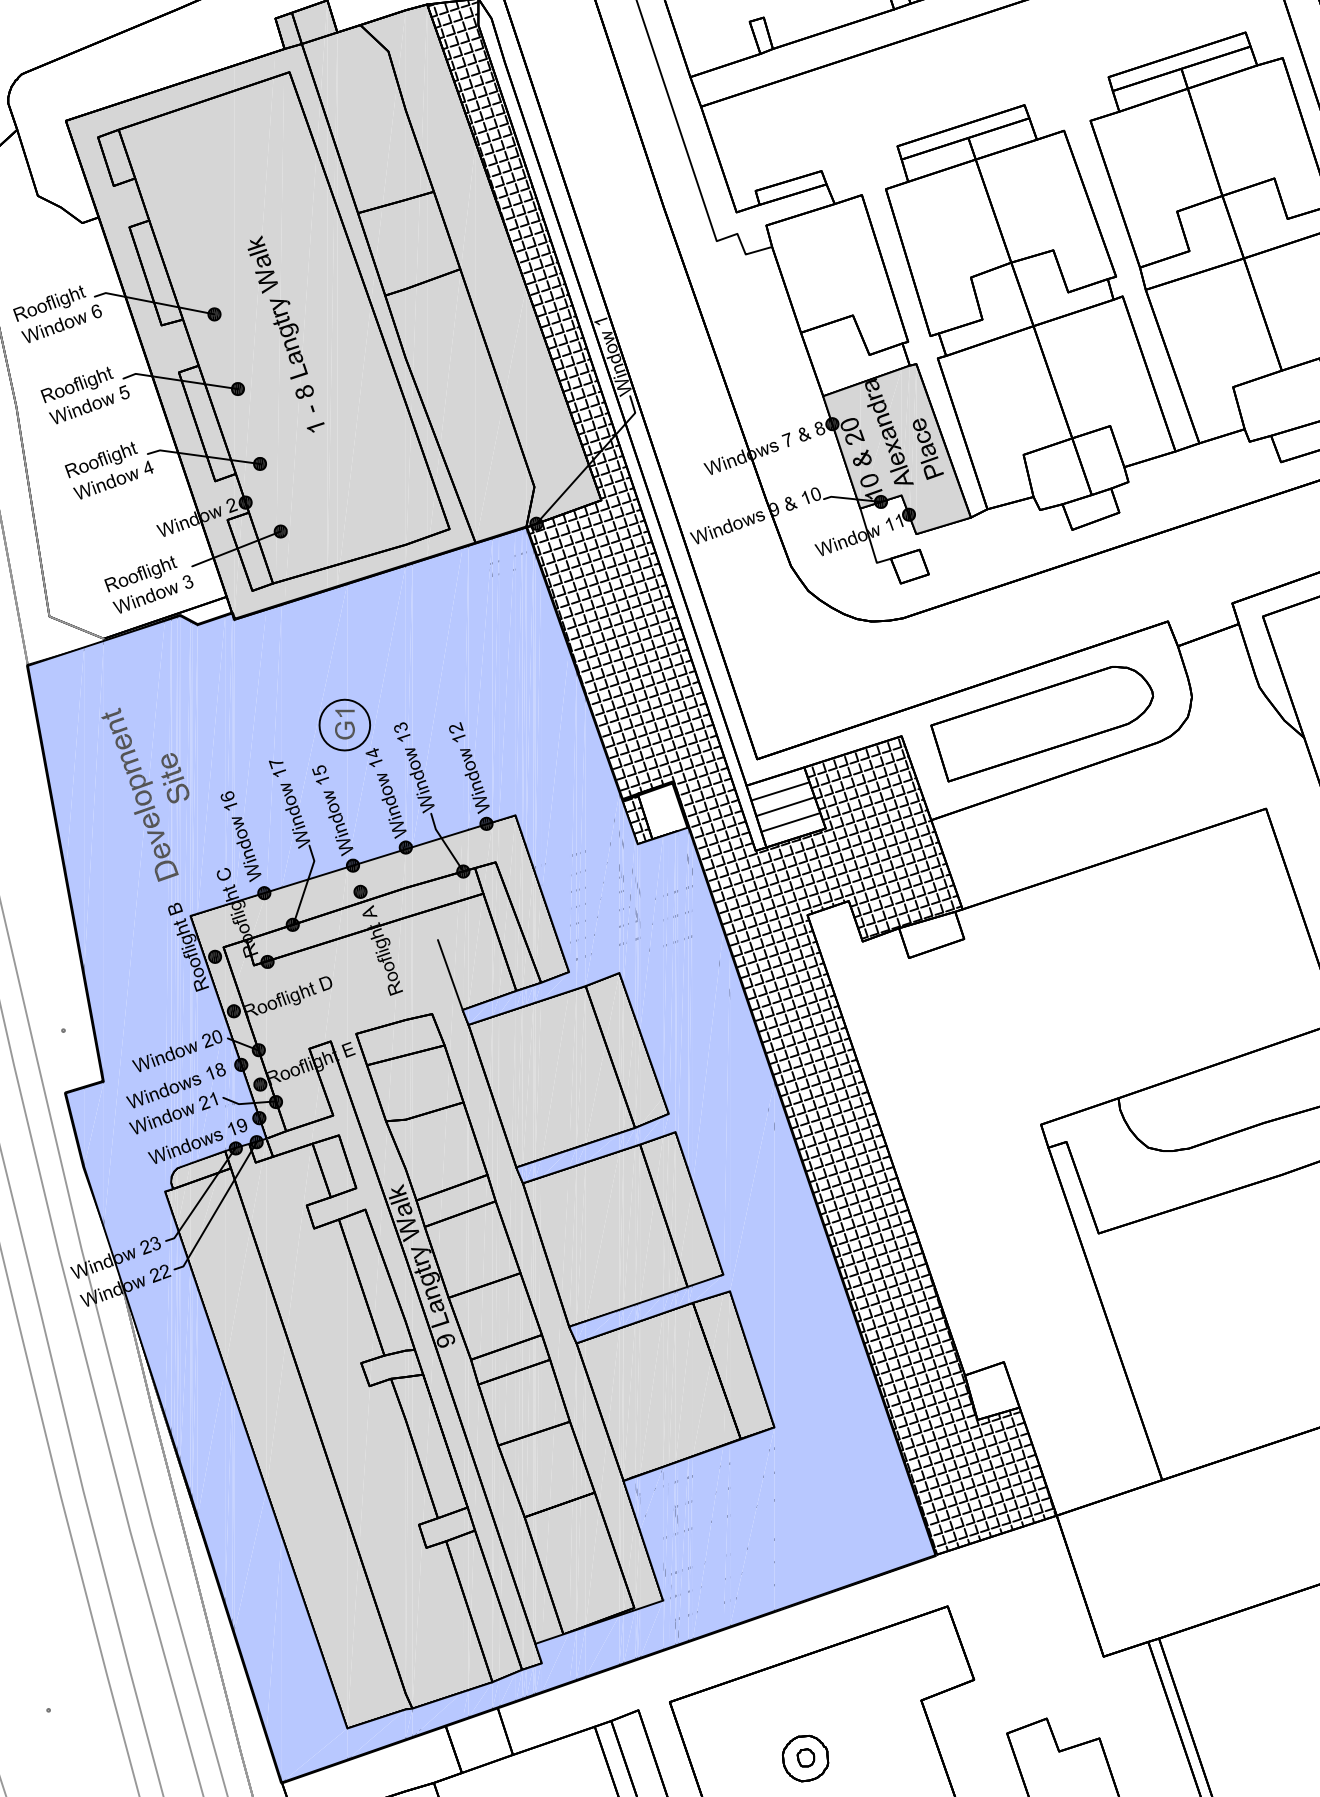 1 - 8 Langtry Walk
Rooflight
Window 6
Rooflight
Window 5
Rooflight
Window 4
Window 2
Rooflight
Window 3
Window 1
Windows 7 & 8
Windows 9 & 10
Window 11
10 & 20
Alexandra
Place
Development
Site
G1
Window 16
Window 17
Window 15
Window 14
Window 13
Window 12
Rooflight B
Rooflight C
Rooflight A
Rooflight D
Window 20
Rooflight E
Windows 18
Window 21
Windows 19
Window 23
Window 22
9 Langtry Walk